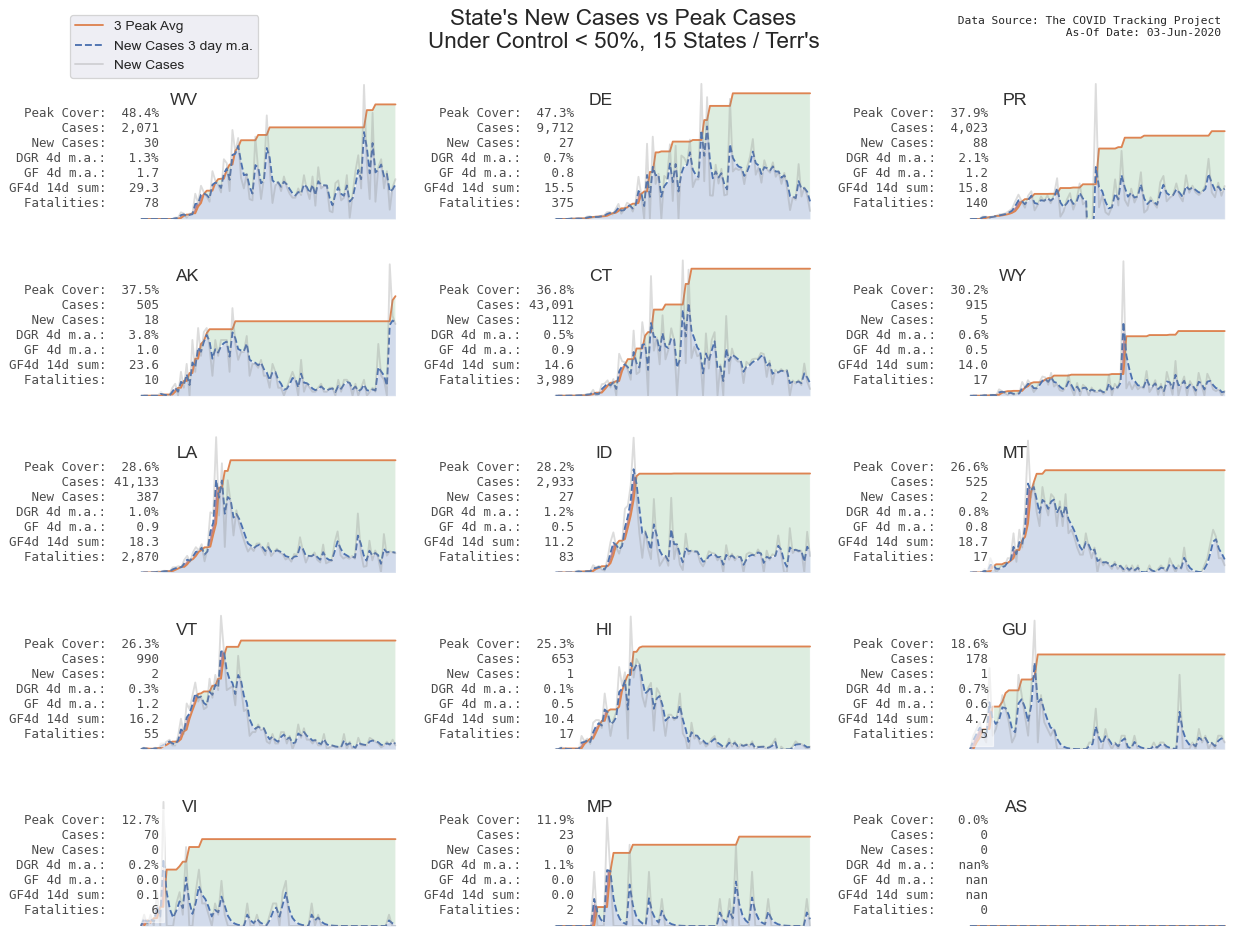 State's New Cases vs Peak Cases
Under Control < 50%, 15 States / Terr's
Data Source: The COVID Tracking Project
As-Of Date: 03-Jun-2020
3 Peak Avg
New Cases 3 day m.a.
New Cases
WV
Peak Cover: 48.4%
Cases: 2,071
New Cases: 30
DGR 4d m.a.: 1.3%
GF 4d m.a.: 1.7
GF4d 14d sum: 29.3
Fatalities: 78
DE
Peak Cover: 47.3%
Cases: 9,712
New Cases: 27
DGR 4d m.a.: 0.7%
GF 4d m.a.: 0.8
GF4d 14d sum: 15.5
Fatalities: 375
PR
Peak Cover: 37.9%
Cases: 4,023
New Cases: 88
DGR 4d m.a.: 2.1%
GF 4d m.a.: 1.2
GF4d 14d sum: 15.8
Fatalities: 140
AK
Peak Cover: 37.5%
Cases: 505
New Cases: 18
DGR 4d m.a.: 3.8%
GF 4d m.a.: 1.0
GF4d 14d sum: 23.6
Fatalities: 10
CT
Peak Cover: 36.8%
Cases: 43,091
New Cases: 112
DGR 4d m.a.: 0.5%
GF 4d m.a.: 0.9
GF4d 14d sum: 14.6
Fatalities: 3,989
WY
Peak Cover: 30.2%
Cases: 915
New Cases: 5
DGR 4d m.a.: 0.6%
GF 4d m.a.: 0.5
GF4d 14d sum: 14.0
Fatalities: 17
LA
Peak Cover: 28.6%
Cases: 41,133
New Cases: 387
DGR 4d m.a.: 1.0%
GF 4d m.a.: 0.9
GF4d 14d sum: 18.3
Fatalities: 2,870
ID
Peak Cover: 28.2%
Cases: 2,933
New Cases: 27
DGR 4d m.a.: 1.2%
GF 4d m.a.: 0.5
GF4d 14d sum: 11.2
Fatalities: 83
MT
Peak Cover: 26.6%
Cases: 525
New Cases: 2
DGR 4d m.a.: 0.8%
GF 4d m.a.: 0.8
GF4d 14d sum: 18.7
Fatalities: 17
VT
Peak Cover: 26.3%
Cases: 990
New Cases: 2
DGR 4d m.a.: 0.3%
GF 4d m.a.: 1.2
GF4d 14d sum: 16.2
Fatalities: 55
HI
Peak Cover: 25.3%
Cases: 653
New Cases: 1
DGR 4d m.a.: 0.1%
GF 4d m.a.: 0.5
GF4d 14d sum: 10.4
Fatalities: 17
GU
Peak Cover: 18.6%
Cases: 178
New Cases: 1
DGR 4d m.a.: 0.7%
GF 4d m.a.: 0.6
GF4d 14d sum: 4.7
Fatalities: 5
VI
Peak Cover: 12.7%
Cases: 70
New Cases: 0
DGR 4d m.a.: 0.2%
GF 4d m.a.: 0.0
GF4d 14d sum: 0.1
Fatalities: 6
MP
Peak Cover: 11.9%
Cases: 23
New Cases: 0
DGR 4d m.a.: 1.1%
GF 4d m.a.: 0.0
GF4d 14d sum: 0.0
Fatalities: 2
AS
Peak Cover: 0.0%
Cases: 0
New Cases: 0
DGR 4d m.a.: nan%
GF 4d m.a.: nan
GF4d 14d sum: nan
Fatalities: 0